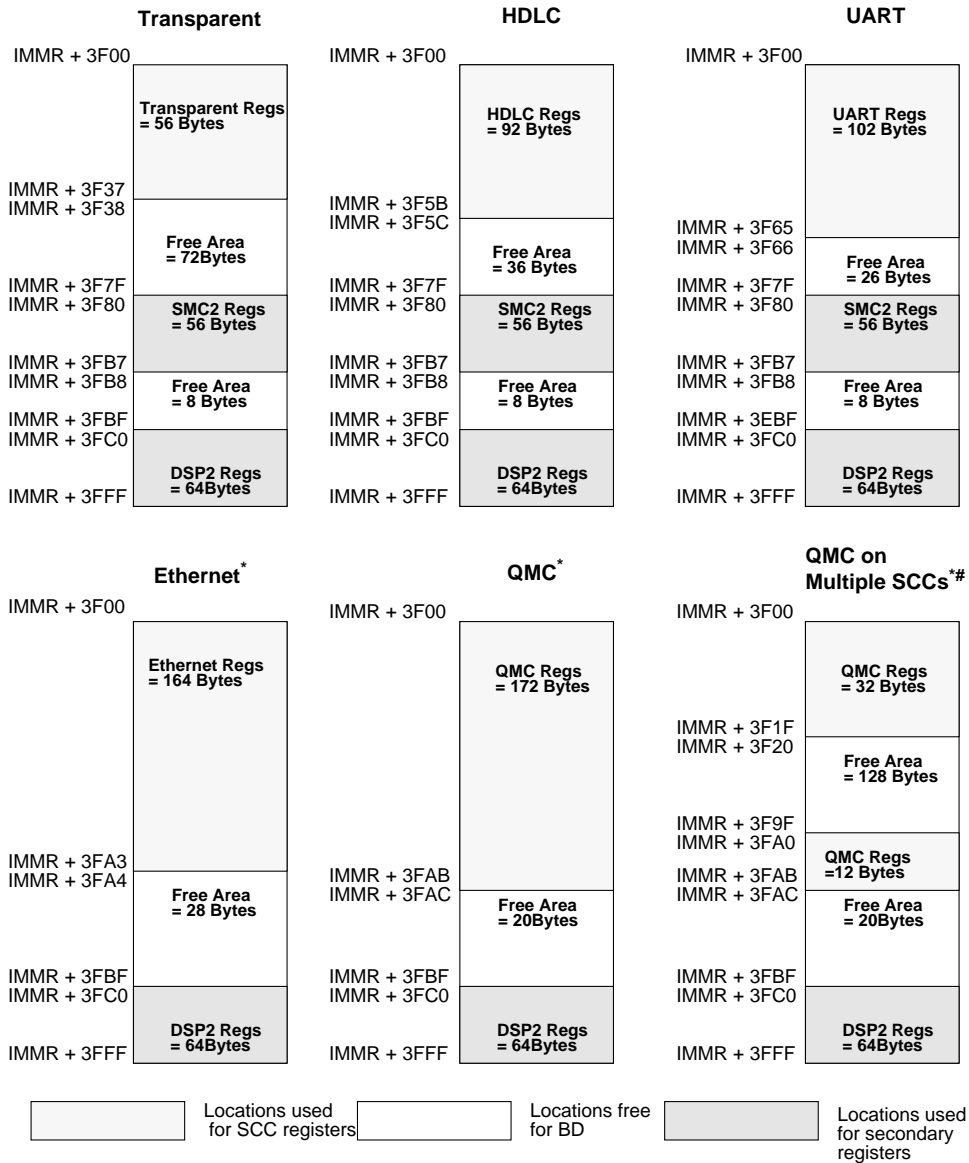 Transparent
IMMR + 3F00
Transparent Regs
= 56 Bytes
IMMR + 3F37
IMMR + 3F38
Free Area
= 72Bytes
IMMR + 3F7F
IMMR + 3F80
SMC2 Regs
= 56 Bytes
IMMR + 3FB7
IMMR + 3FB8
Free Area
= 8 Bytes
IMMR + 3FBF
IMMR + 3FC0
DSP2 Regs
= 64Bytes
IMMR + 3FFF
HDLC
IMMR + 3F00
HDLC Regs
= 92 Bytes
IMMR + 3F5B
IMMR + 3F5C
Free Area
= 36 Bytes
IMMR + 3F7F
IMMR + 3F80
SMC2 Regs
= 56 Bytes
IMMR + 3FB7
IMMR + 3FB8
Free Area
= 8 Bytes
IMMR + 3FBF
IMMR + 3FC0
DSP2 Regs
= 64Bytes
IMMR + 3FFF
UART
IMMR + 3F00
UART Regs
= 102 Bytes
IMMR + 3F65
IMMR + 3F66
Free Area
= 26 Bytes
IMMR + 3F7F
IMMR + 3F80
SMC2 Regs
= 56 Bytes
IMMR + 3FB7
IMMR + 3FB8
Free Area
= 8 Bytes
IMMR + 3EBF
IMMR + 3FC0
DSP2 Regs
= 64Bytes
IMMR + 3FFF
Ethernet*
IMMR + 3F00
Ethernet Regs
= 164 Bytes
IMMR + 3FA3
IMMR + 3FA4
Free Area
= 28 Bytes
IMMR + 3FBF
IMMR + 3FC0
DSP2 Regs
= 64Bytes
IMMR + 3FFF
QMC*
IMMR + 3F00
QMC Regs
= 172 Bytes
IMMR + 3FAB
IMMR + 3FAC
Free Area
= 20Bytes
IMMR + 3FBF
IMMR + 3FC0
DSP2 Regs
= 64Bytes
IMMR + 3FFF
QMC on
Multiple SCCs*#
IMMR + 3F00
QMC Regs
= 32 Bytes
IMMR + 3F1F
IMMR + 3F20
Free Area
= 128 Bytes
IMMR + 3F9F
IMMR + 3FA0
QMC Regs
=12 Bytes
IMMR + 3FAB
IMMR + 3FAC
Free Area
= 20Bytes
IMMR + 3FBF
IMMR + 3FC0
DSP2 Regs
= 64Bytes
IMMR + 3FFF
Locations used
for SCC registers
Locations free
for BD
Locations used
for secondary
registers